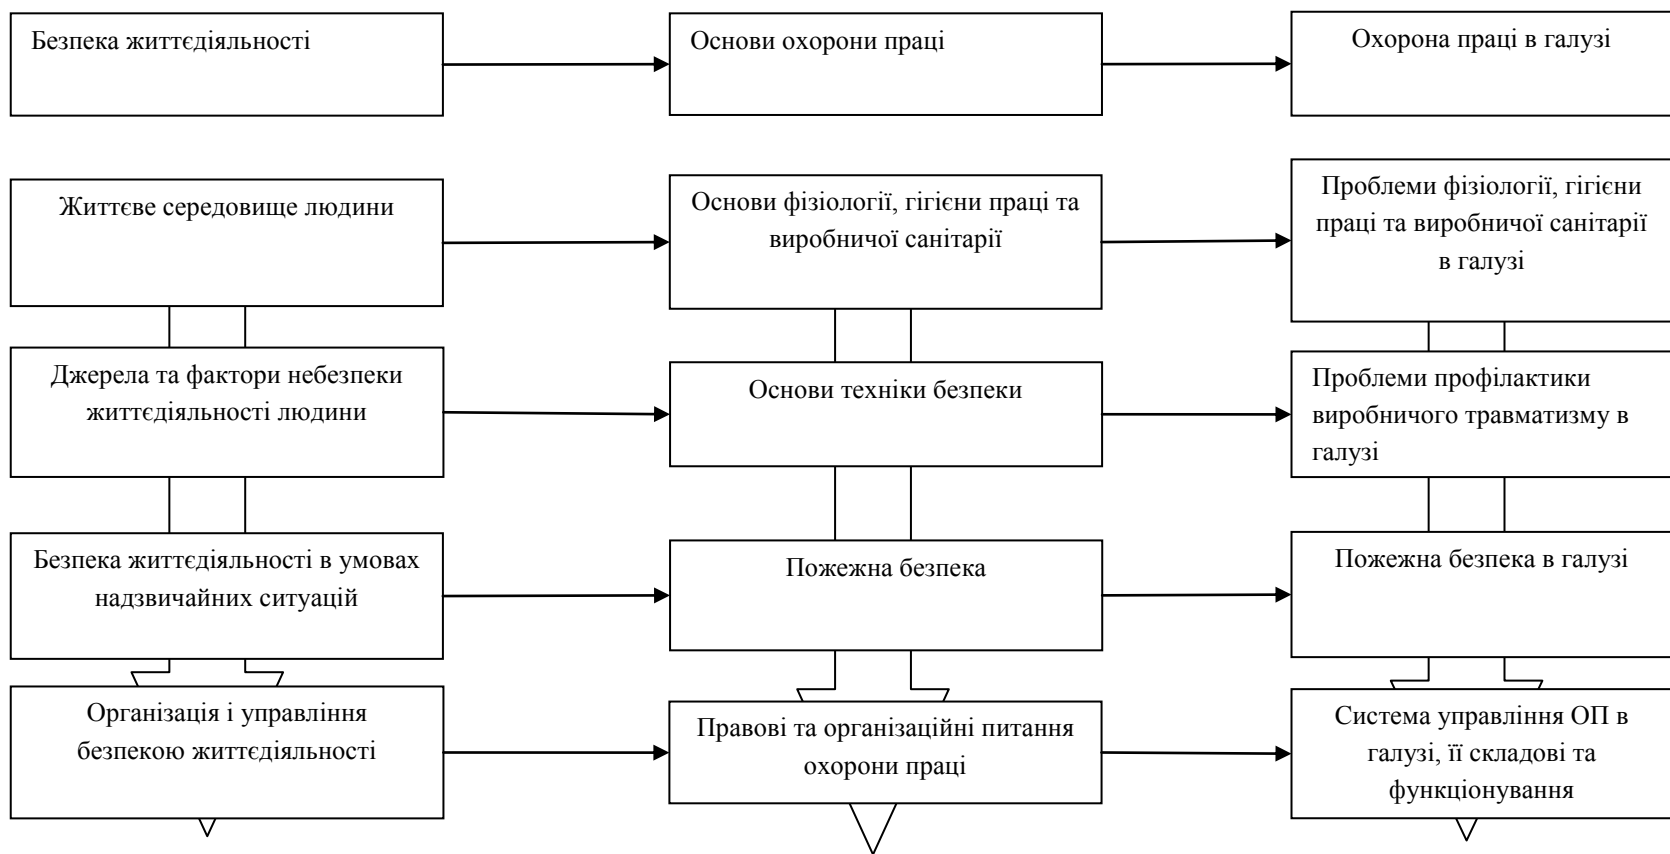 Безпека життєдіяльності
Основи охорони праці
Охорона праці в галузі
Життєве середовище людини
Основи фізіології, гігієни праці та
виробничої санітарії
Проблеми фізіології, гігієни
праці та виробничої санітарії
в галузі
Джерела та фактори небезпеки
життєдіяльності людини
Основи техніки безпеки
Проблеми профілактики
виробничого травматизму в
галузі
Безпека життєдіяльності в умовах
надзвичайних ситуацій
Пожежна безпека
Пожежна безпека в галузі
Організація і управління
безпекою життєдіяльності
Правові та організаційні питання
охорони праці
Система управління ОП в
галузі, її складові та
функціонування